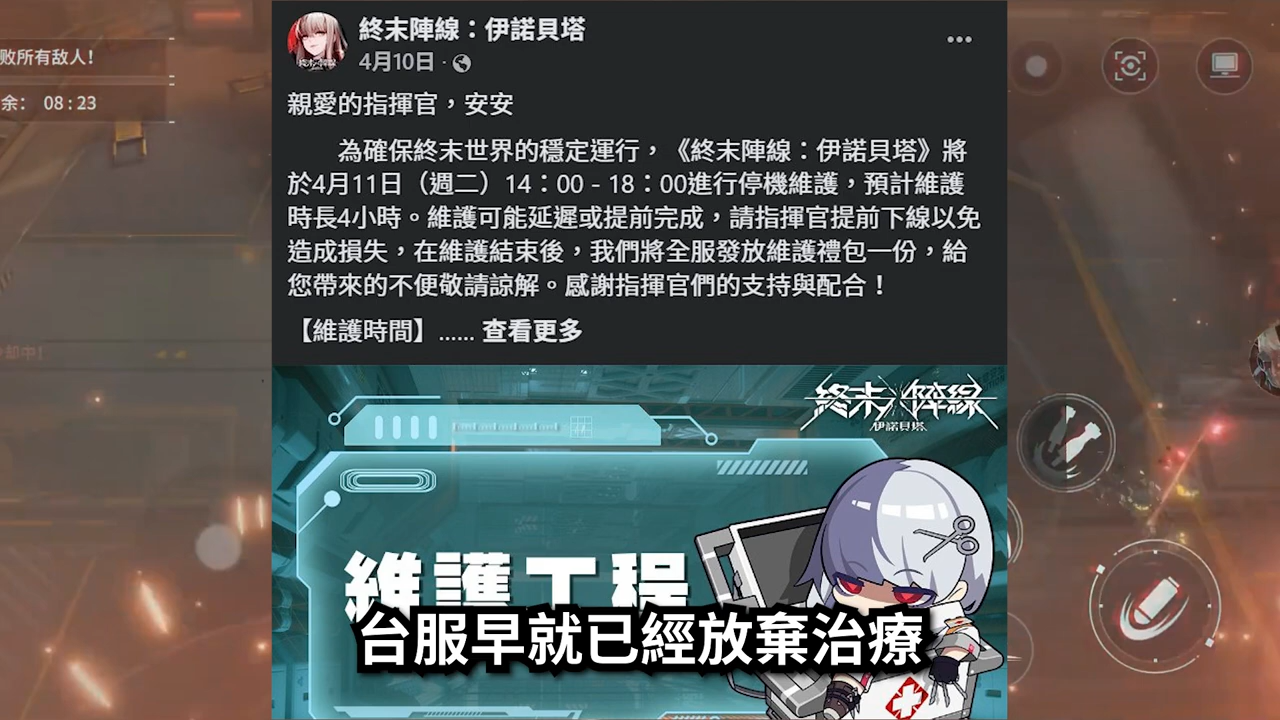 败所有敌人!
余: 08:23
終末陣線：伊諾貝塔
4月10日 ·
親愛的指揮官，安安
為確保終末世界的穩定運行，《終末陣線：伊諾貝塔》將
於4月11日（週二）14：00 - 18：00進行停機維護，預計維護
時長4小時。維護可能延遲或提前完成，請指揮官提前下線以免
造成損失，在維護結束後，我們將全服發放維護禮包一份，給
您帶來的不便敬請諒解。感謝指揮官們的支持與配合！
【維護時間】...... 查看更多
終末陣線
伊諾貝塔
維護工程
台服早就已經放棄治療